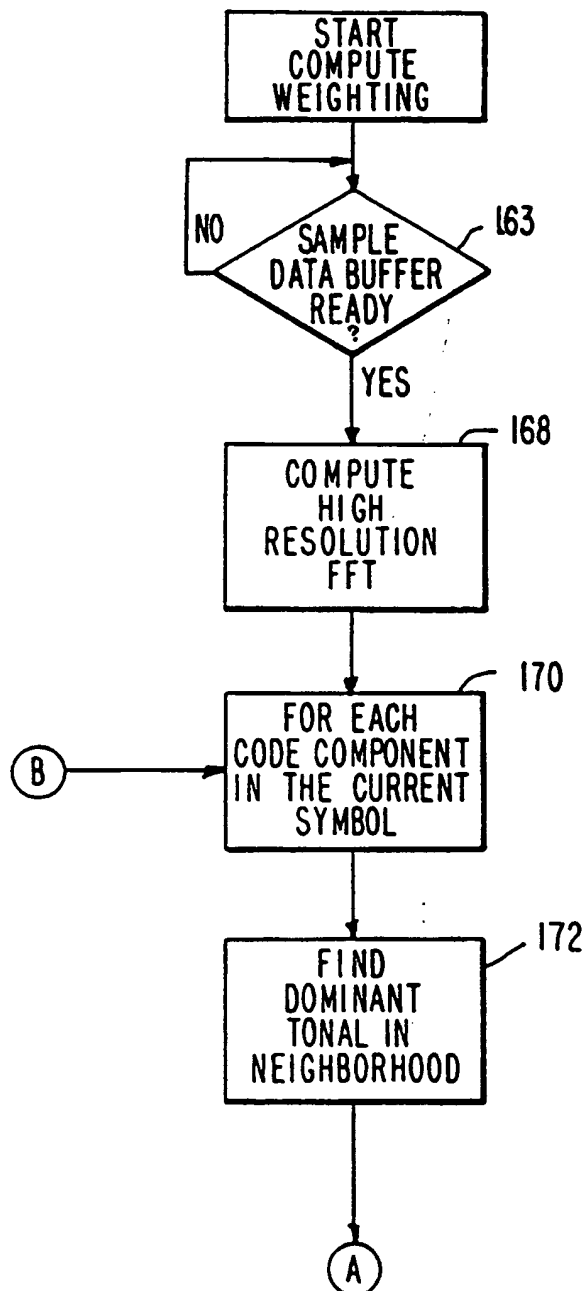 START
COMPUTE
WEIGHTING
NO
163
SAMPLE
DATA BUFFER
READY
?
YES
168
COMPUTE
HIGH
RESOLUTION
FFT
170
FOR EACH
CODE COMPONENT
IN THE CURRENT
SYMBOL
B
172
FIND
DOMINANT
TONAL IN
NEIGHBORHOOD
A